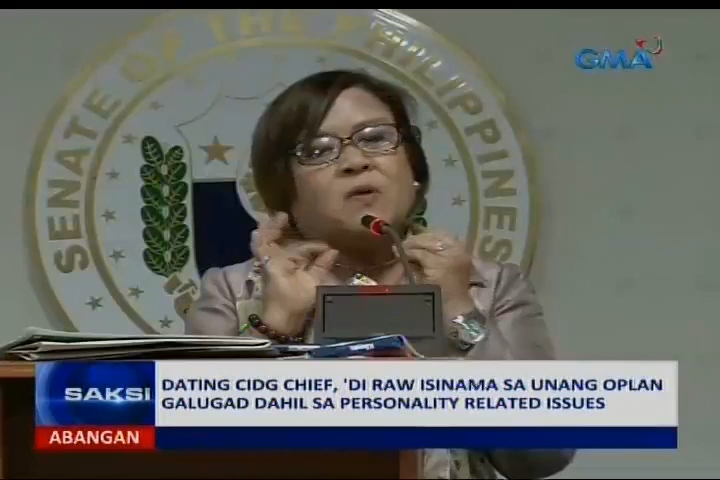 SENATE OF THE PHILIPPINES
GMA
SAKSI
DATING CIDG CHIEF, 'DI RAW ISINAMA SA UNANG OPLAN
GALUGAD DAHIL SA PERSONALITY RELATED ISSUES
ABANGAN